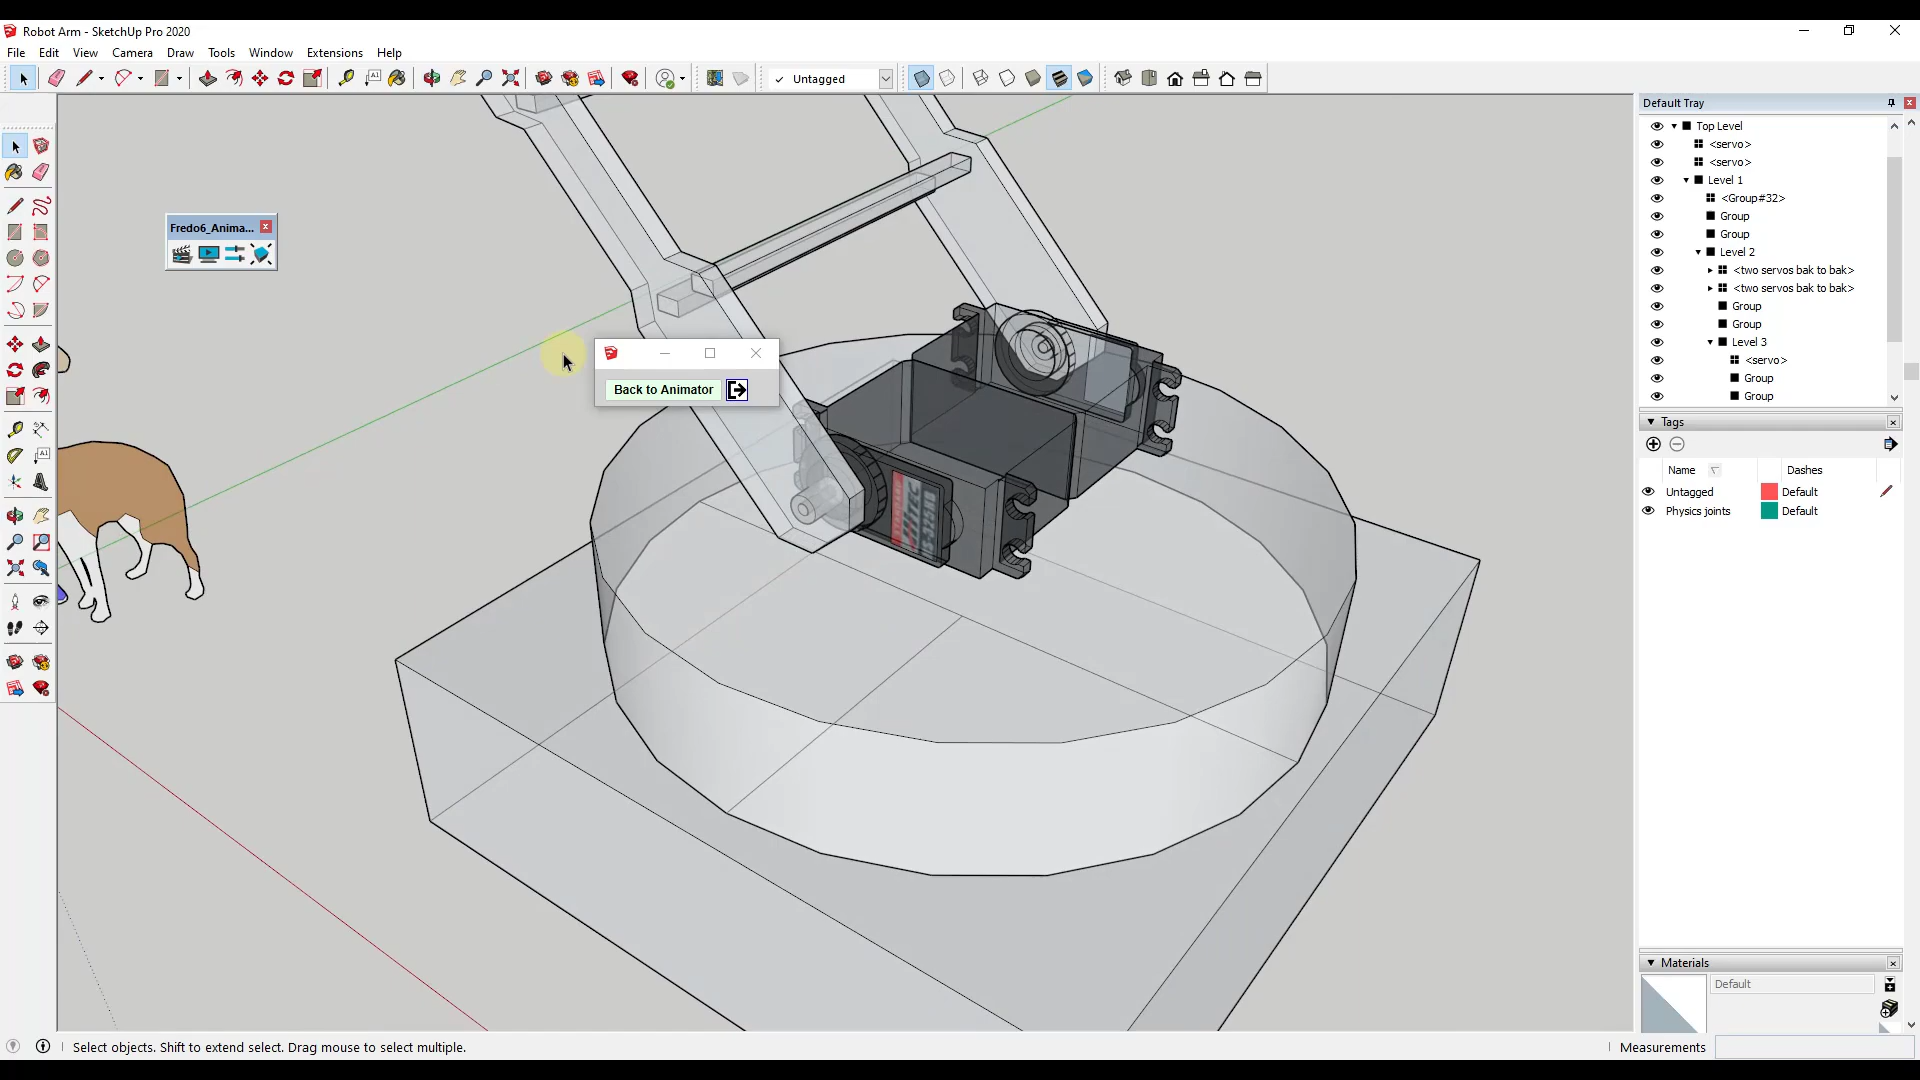 Robot Arm - SketchUp Pro 2020
File Edit View Camera Draw Tools Window Extensions Help
Untagged
Default Tray
Top Level
<servo>
<servo>
Level 1
<Group#32>
Group
Group
Level 2
<two servos bak to bak>
<two servos bak to bak>
Group
Group
Level 3
<servo>
Group
Group
Fredo6_Anima...
Back to Animator
Tags
Name Dashes
Untagged Default
Physics joints Default
Materials
Default
Select objects. Shift to extend select. Drag mouse to select multiple.
Measurements